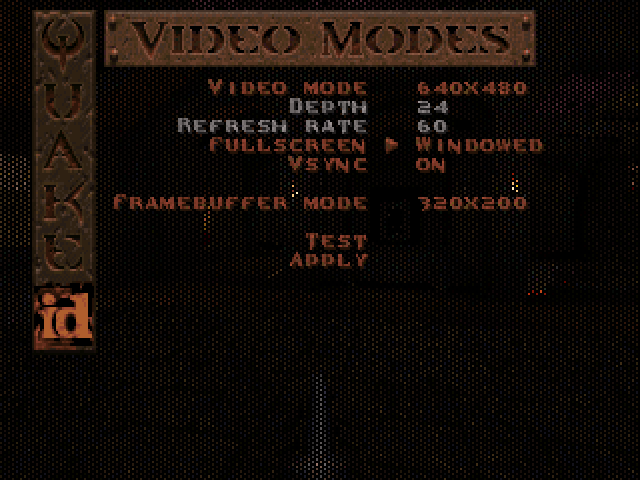 VIDEO MODES
VIDEO MODE 640X480
DEPTH 24
REFRESH RATE 60
FULLSCREEN WINDOWED
VSYNC ON
FRAMEBUFFER MODE 320X200
TEST
APPLY
QUAKE
id